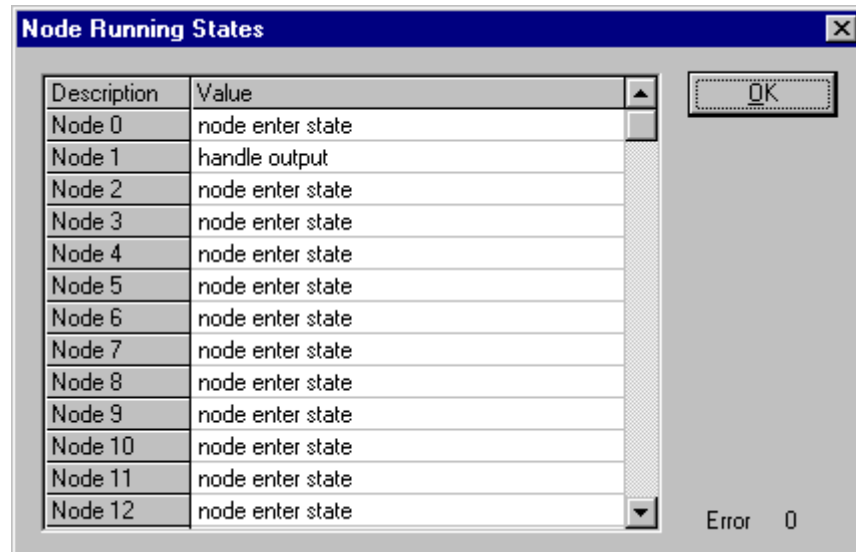 Node Running States
Description Value
Node 0 node enter state
Node 1 handle output
Node 2 node enter state
Node 3 node enter state
Node 4 node enter state
Node 5 node enter state
Node 6 node enter state
Node 7 node enter state
Node 8 node enter state
Node 9 node enter state
Node 10 node enter state
Node 11 node enter state
Node 12 node enter state
OK
Error 0